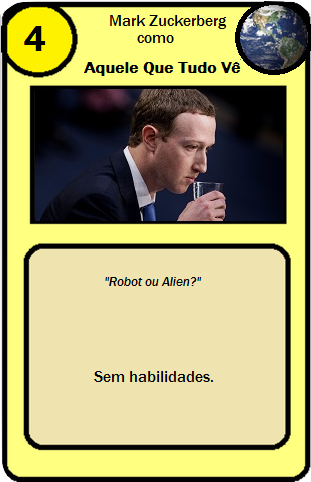 4
Mark Zuckerberg
como
Aquele Que Tudo Vê
"Robot ou Alien?"
Sem habilidades.